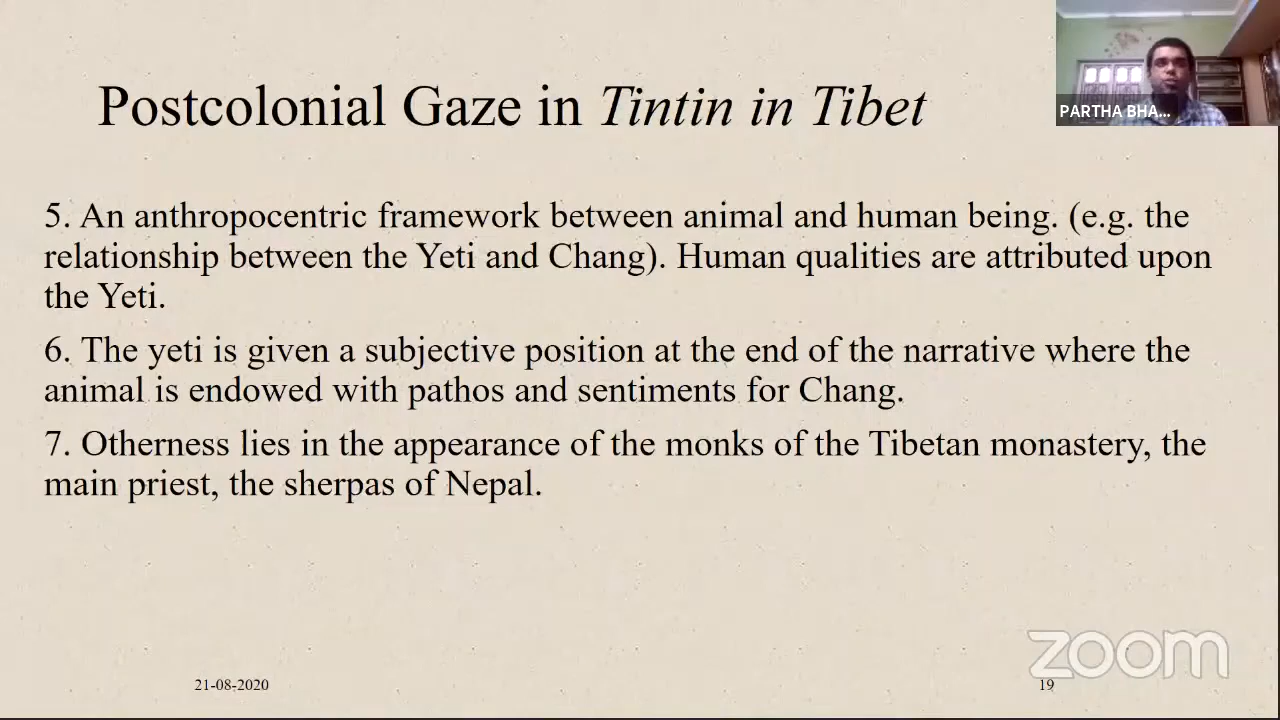 Postcolonial Gaze in Tintin in Tibet
PARTHA BHA...
5. An anthropocentric framework between animal and human being. (e.g. the
relationship between the Yeti and Chang). Human qualities are attributed upon
the Yeti.
6. The yeti is given a subjective position at the end of the narrative where the
animal is endowed with pathos and sentiments for Chang.
7. Otherness lies in the appearance of the monks of the Tibetan monastery, the
main priest, the sherpas of Nepal.
zoom
21-08-2020
19